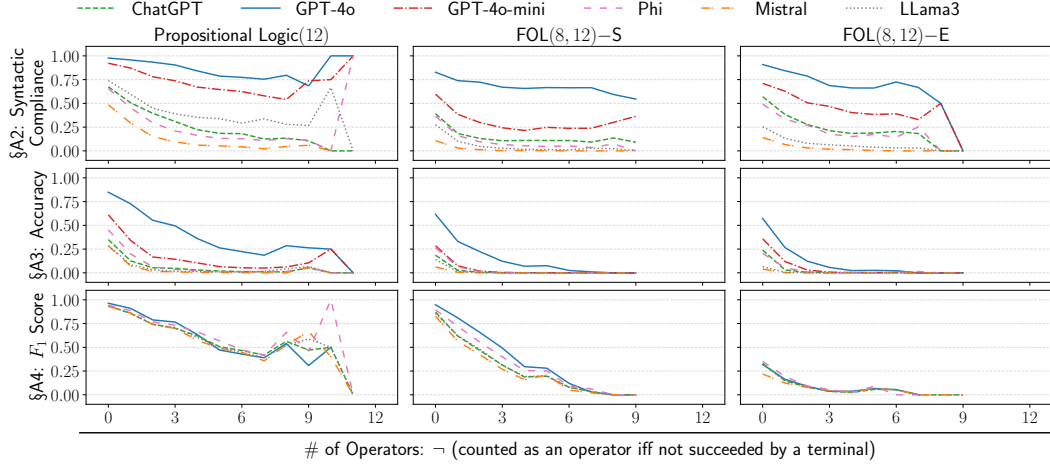 ChatGPT GPT-4o GPT-4o-mini Phi Mistral LLama3
Propositional Logic(12) FOL(8, 12)−S FOL(8, 12)−E
§A2: Syntactic
Compliance
1.00
0.75
0.50
0.25
0.00
§A3: Accuracy
1.00
0.75
0.50
0.25
0.00
§A4: F₁ Score
1.00
0.75
0.50
0.25
0.00
0 3 6 9 12 0 3 6 9 12 0 3 6 9 12
# of Operators: ¬ (counted as an operator iff not succeeded by a terminal)